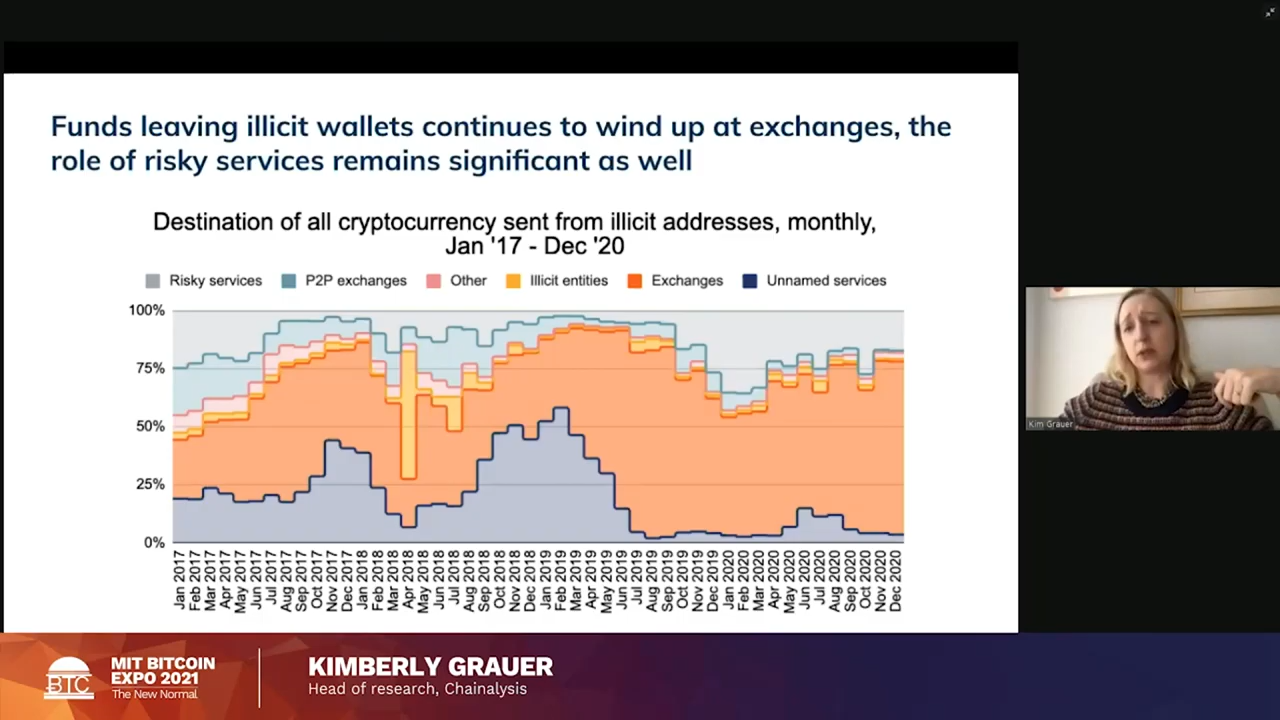 Funds leaving illicit wallets continues to wind up at exchanges, the
role of risky services remains significant as well
Destination of all cryptocurrency sent from illicit addresses, monthly,
Jan '17 - Dec '20
Risky services
P2P exchanges
Other
Illicit entities
Exchanges
Unnamed services
100%
75%
50%
25%
0%
Jan 2017
Feb 2017
Mar 2017
Apr 2017
May 2017
Jun 2017
Jul 2017
Aug 2017
Sep 2017
Oct 2017
Nov 2017
Dec 2017
Jan 2018
Feb 2018
Mar 2018
Apr 2018
May 2018
Jun 2018
Jul 2018
Aug 2018
Sep 2018
Oct 2018
Nov 2018
Dec 2018
Jan 2019
Feb 2019
Mar 2019
Apr 2019
May 2019
Jun 2019
Jul 2019
Aug 2019
Sep 2019
Oct 2019
Nov 2019
Dec 2019
Jan 2020
Feb 2020
Mar 2020
Apr 2020
May 2020
Jun 2020
Jul 2020
Aug 2020
Sep 2020
Oct 2020
Nov 2020
Dec 2020
Kim Grauer
BTC
MIT BITCOIN
EXPO 2021
The New Normal
KIMBERLY GRAUER
Head of research, Chainalysis